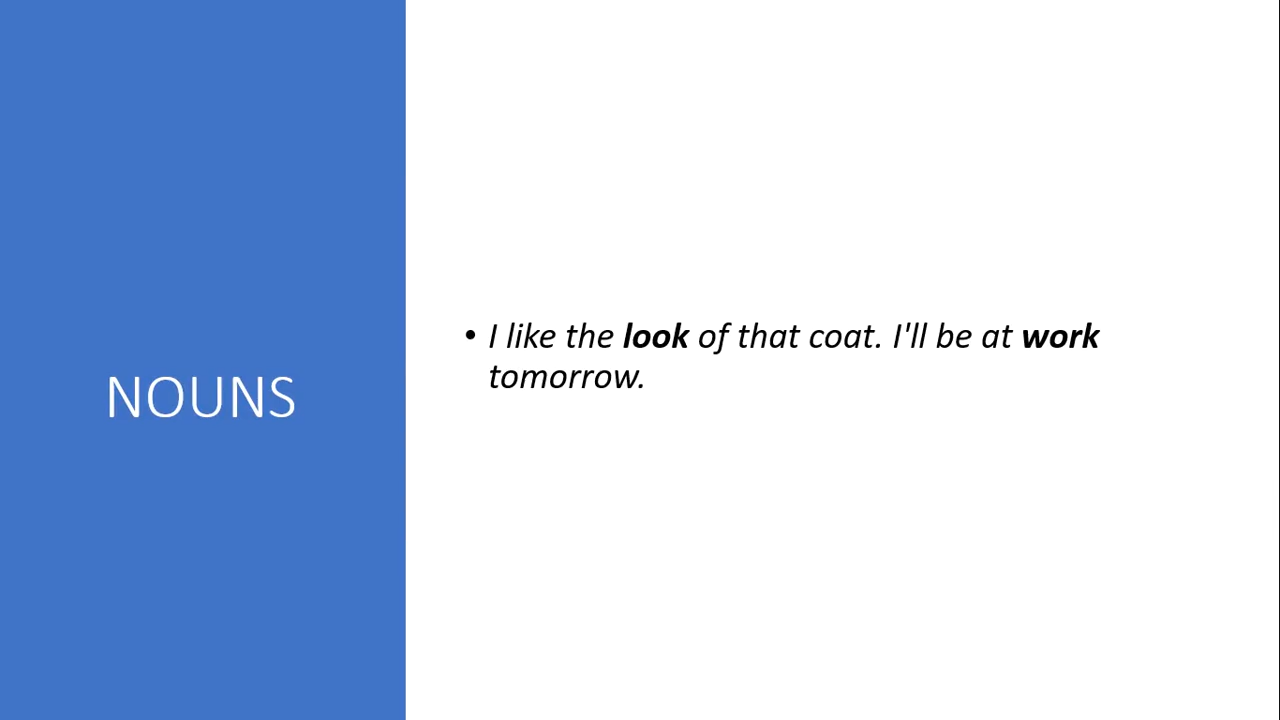 NOUNS
• I like the look of that coat. I'll be at work
tomorrow.